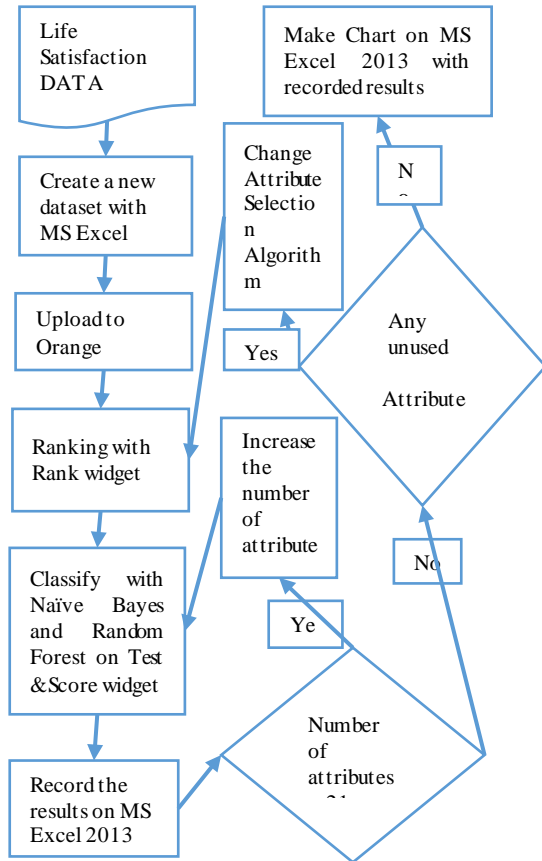 Life
Satisfaction
DATA
Create a new
dataset with
MS Excel
Upload to
Orange
Ranking with
Rank widget
Classify with
Naïve Bayes
and Random
Forest on Test
&Score widget
Record the
results on MS
Excel 2013
Number
of
attributes
Ye
Increase
the
number
of
attribute
No
Any
unused
Attribute
Yes
Change
Attribute
Selectio
n
Algorith
m
N
Make Chart on MS
Excel 2013 with
recorded results